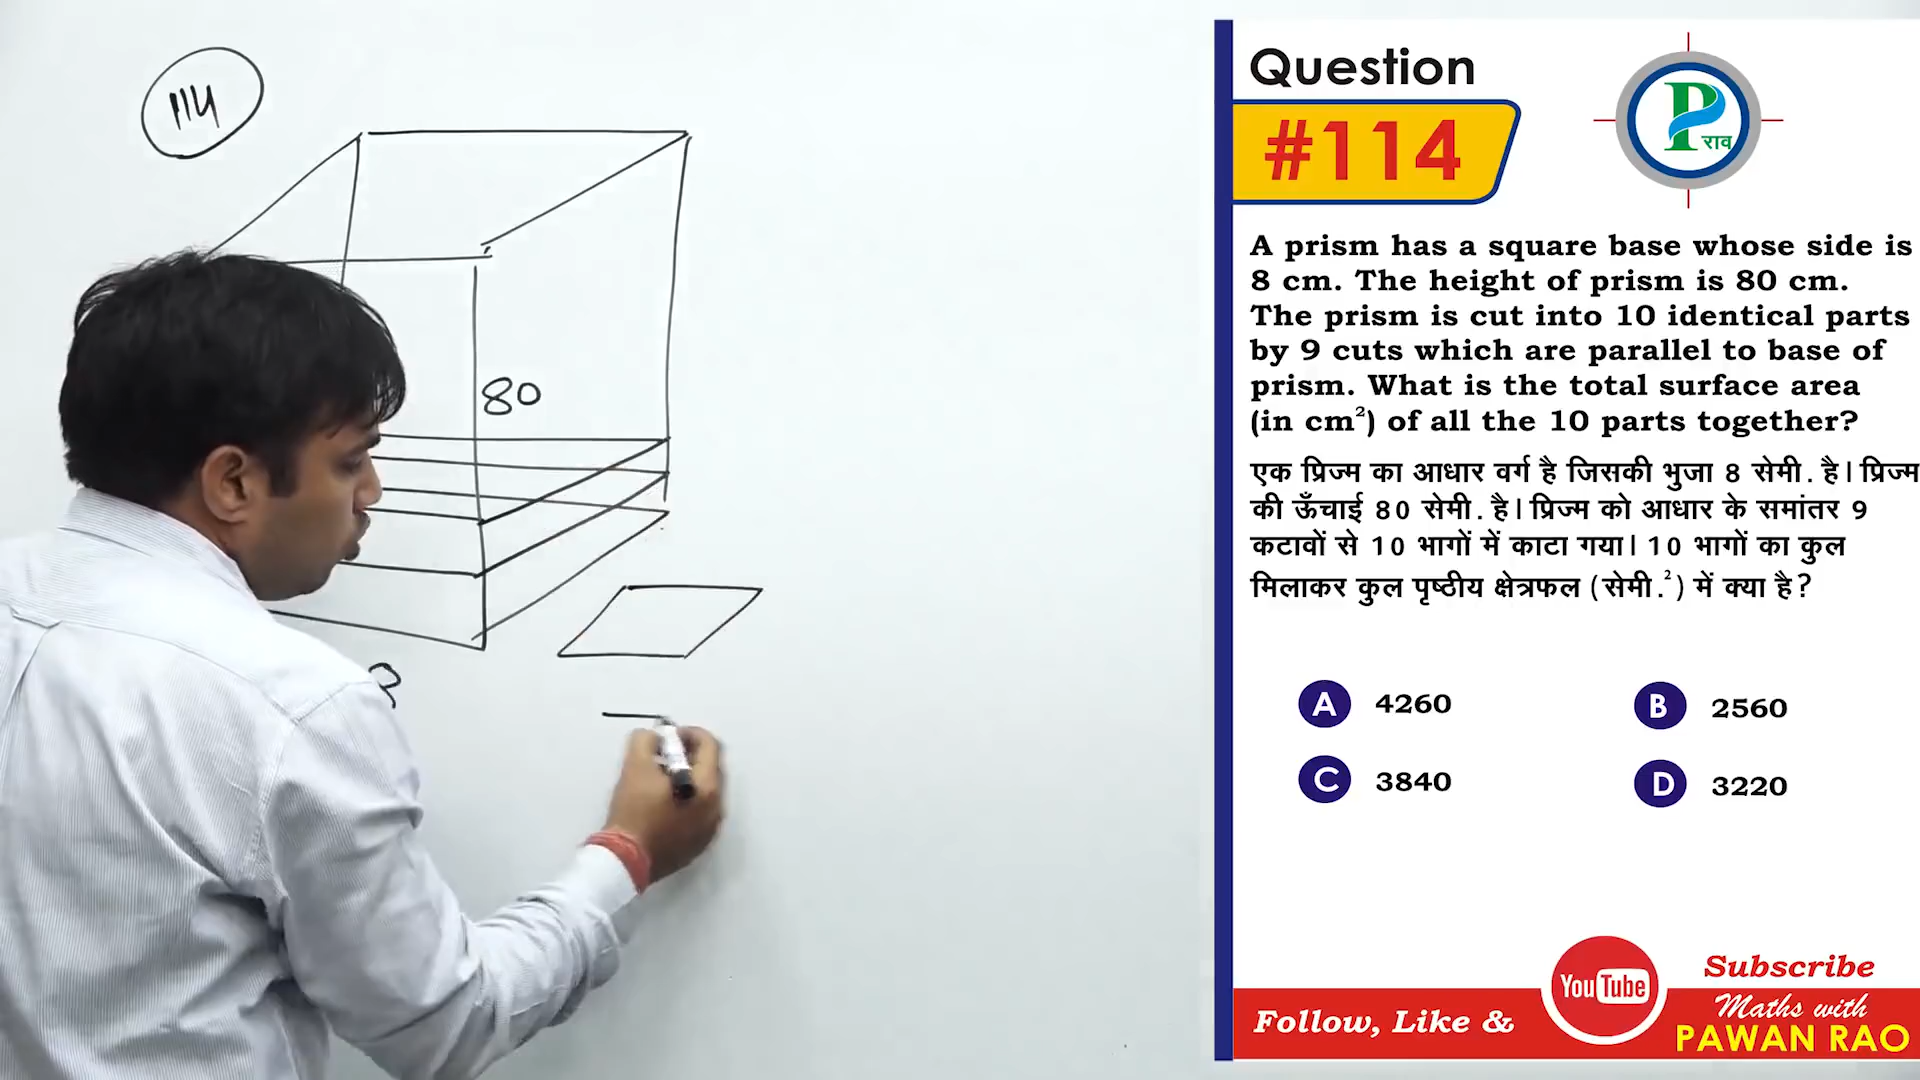 114
80
8
Question
#114
P
राव
A prism has a square base whose side is
8 cm. The height of prism is 80 cm.
The prism is cut into 10 identical parts
by 9 cuts which are parallel to base of
prism. What is the total surface area
(in cm²) of all the 10 parts together?
एक प्रिज्म का आधार वर्ग है जिसकी भुजा 8 सेमी. है। प्रिज्म
की ऊँचाई 80 सेमी. है। प्रिज्म को आधार के समांतर 9
कटावों से 10 भागों में काटा गया। 10 भागों का कुल
मिलाकर कुल पृष्ठीय क्षेत्रफल (सेमी.²) में क्या है?
A 4260
B 2560
C 3840
D 3220
Follow, Like &
YouTube
Subscribe
Maths with
PAWAN RAO